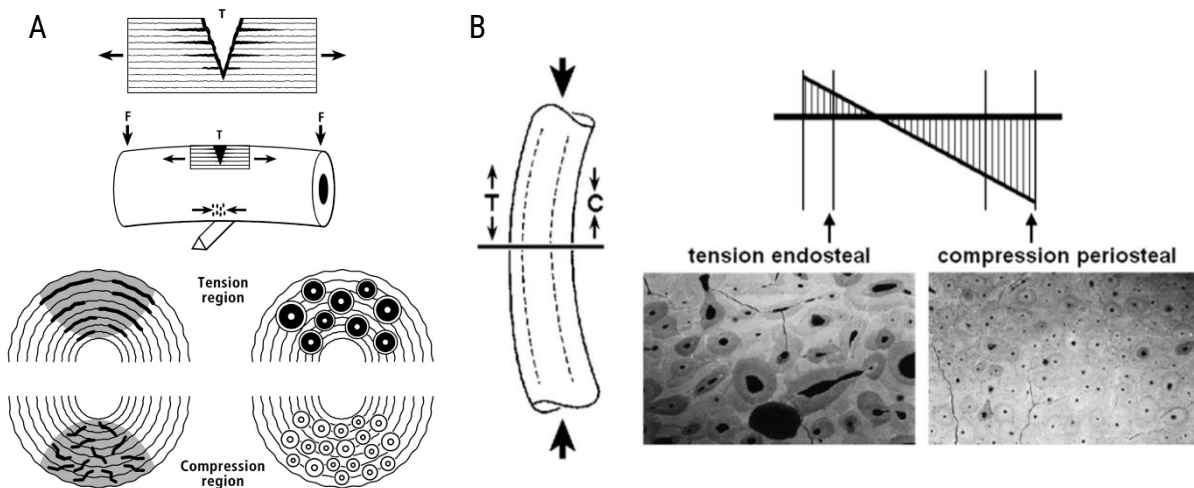 A
T
F
T
F
Tension
region
Compression
region
B
T
C
tension endosteal
compression periosteal